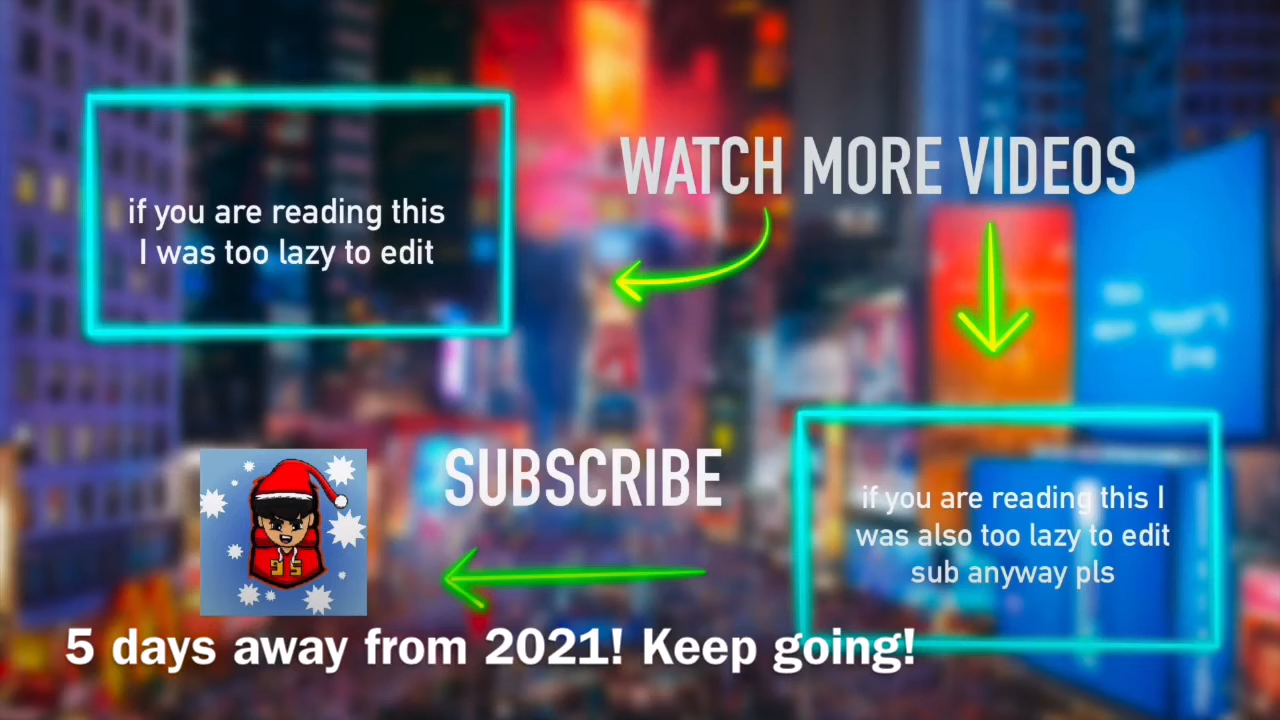 WATCH MORE VIDEOS
if you are reading this
I was too lazy to edit
SUBSCRIBE
if you are reading this I
was also too lazy to edit
sub anyway pls
5 days away from 2021! Keep going!